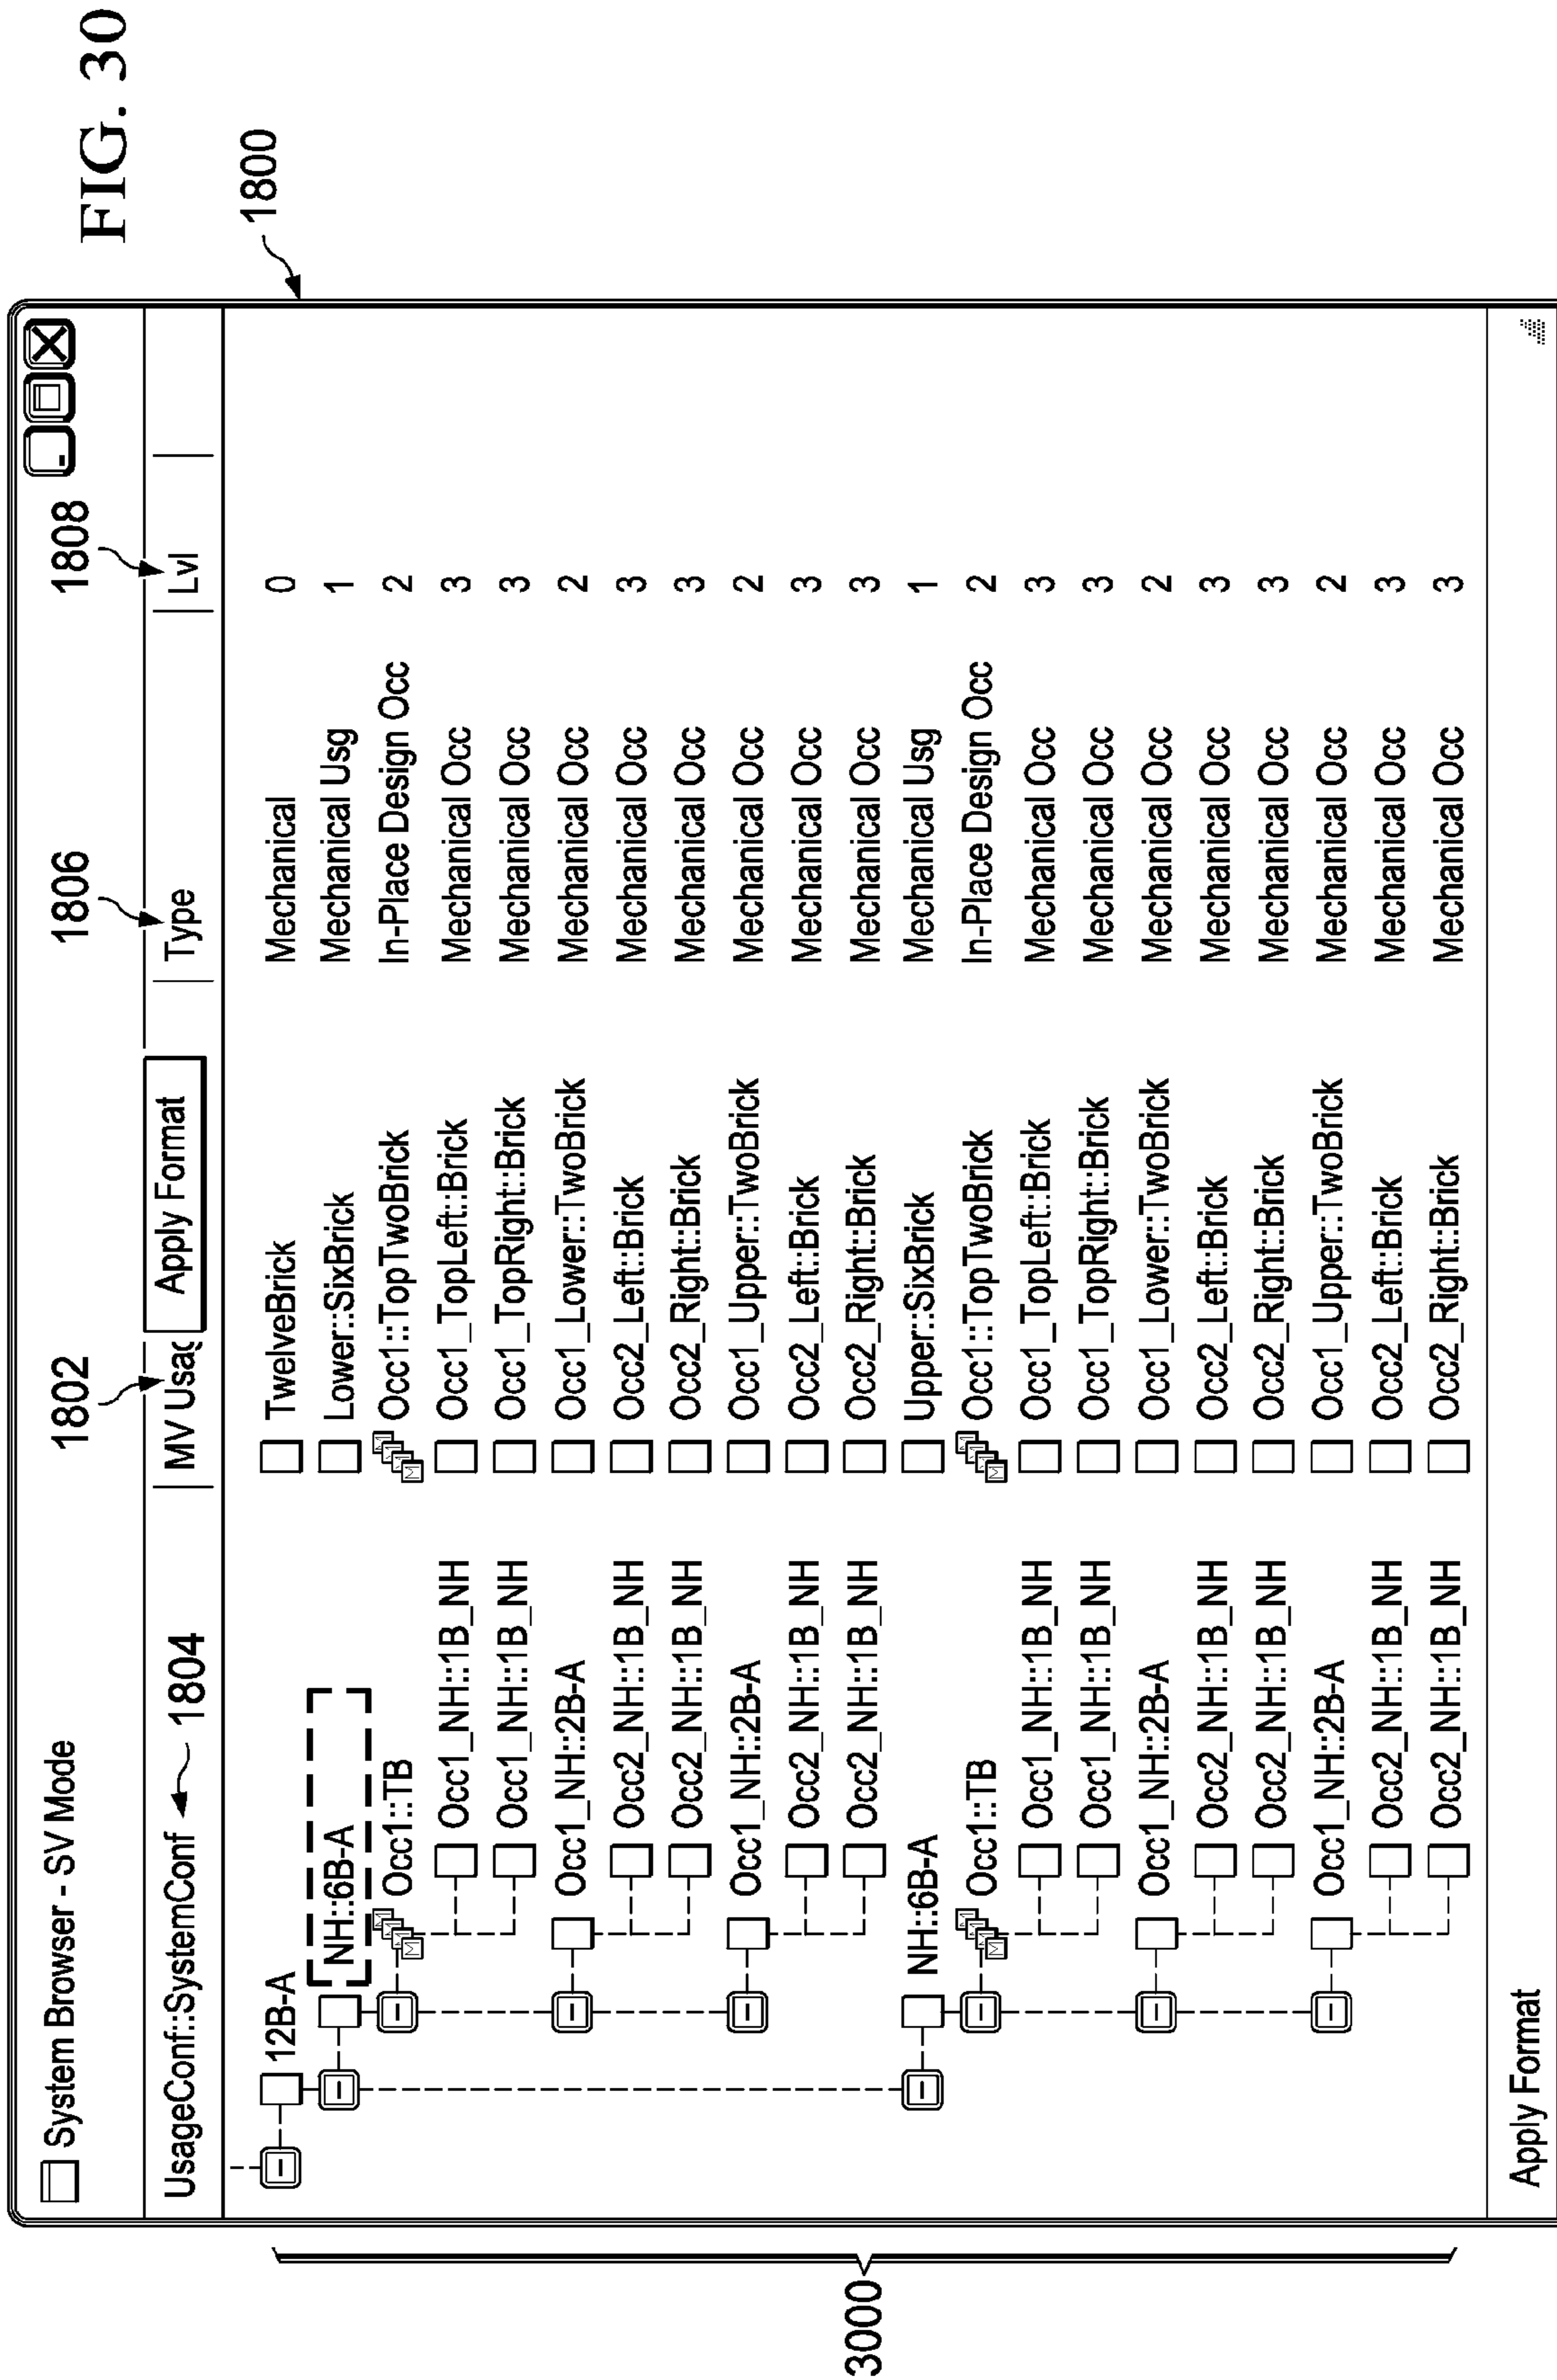 FIG. 30
1800
System Browser - SV Mode
1802
1806
1808
UsageConf::SystemConf
1804
MV Usag
Apply Format
Type
Lvl
12B-A TwelveBrick Mechanical 0
NH::6B-A Lower::SixBrick Mechanical Usg 1
Occ1::TB Occ1::TopTwoBrick In-Place Design Occ 2
Occ1_NH::1B_NH Occ1_TopLeft::Brick Mechanical Occ 3
Occ1_NH::1B_NH Occ1_TopRight::Brick Mechanical Occ 3
Occ1_NH::2B-A Occ1_Lower::TwoBrick Mechanical Occ 2
Occ2_NH::1B_NH Occ2_Left::Brick Mechanical Occ 3
Occ2_NH::1B_NH Occ2_Right::Brick Mechanical Occ 3
Occ1_NH::2B-A Occ1_Upper::TwoBrick Mechanical Occ 2
Occ2_NH::1B_NH Occ2_Left::Brick Mechanical Occ 3
Occ2_NH::1B_NH Occ2_Right::Brick Mechanical Occ 3
NH::6B-A Upper::SixBrick Mechanical Usg 1
Occ1::TB Occ1::TopTwoBrick In-Place Design Occ 2
Occ1_NH::1B_NH Occ1_TopLeft::Brick Mechanical Occ 3
Occ1_NH::1B_NH Occ1_TopRight::Brick Mechanical Occ 3
Occ1_NH::2B-A Occ1_Lower::TwoBrick Mechanical Occ 2
Occ2_NH::1B_NH Occ2_Left::Brick Mechanical Occ 3
Occ2_NH::1B_NH Occ2_Right::Brick Mechanical Occ 3
Occ1_NH::2B-A Occ1_Upper::TwoBrick Mechanical Occ 2
Occ2_NH::1B_NH Occ2_Left::Brick Mechanical Occ 3
Occ2_NH::1B_NH Occ2_Right::Brick Mechanical Occ 3
3000
Apply Format